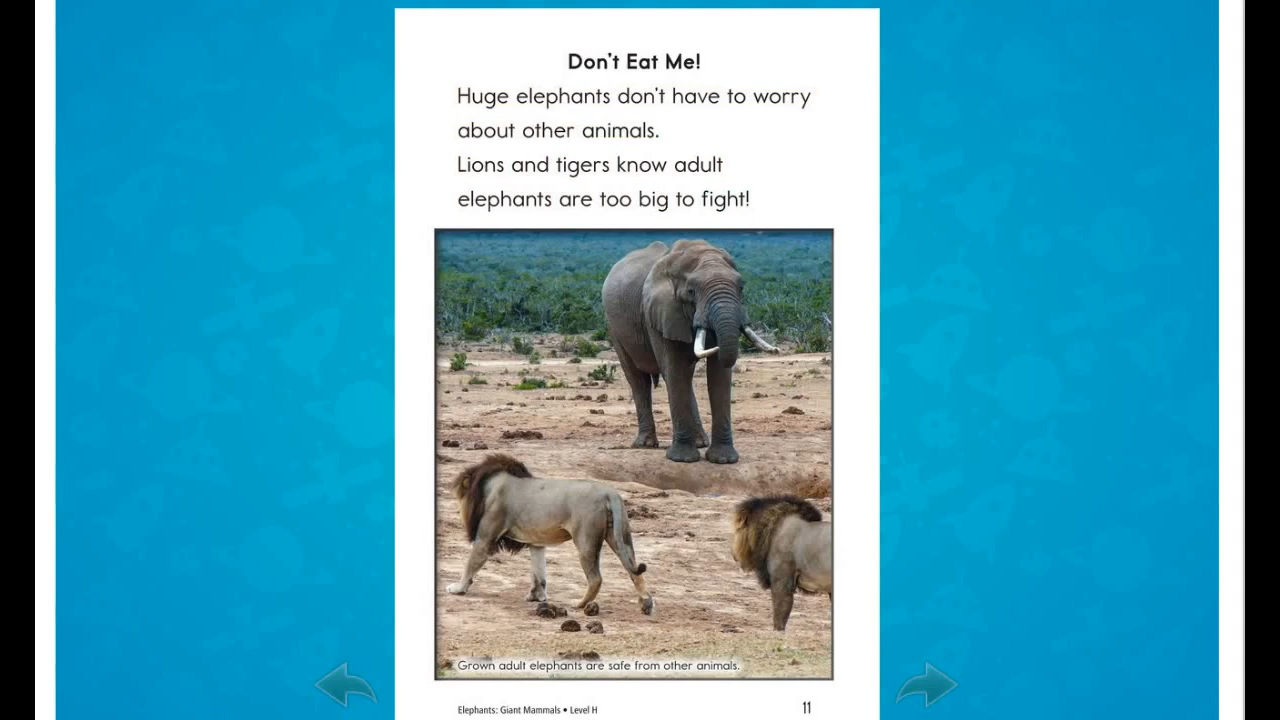 Don't Eat Me!
Huge elephants don't have to worry
about other animals.
Lions and tigers know adult
elephants are too big to fight!
Grown adult elephants are safe from other animals.
Elephants: Giant Mammals • Level H
11